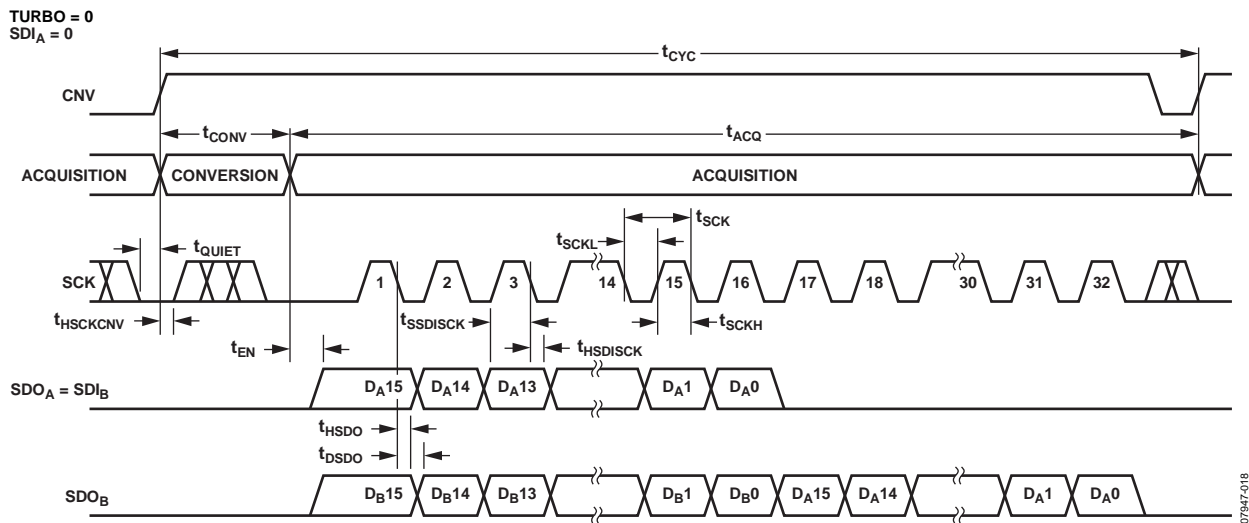 TURBO = 0
SDIA = 0
tCYC
CNV
tCONV
tACQ
ACQUISITION
CONVERSION
ACQUISITION
tSCK
tSCKL
tQUIET
SCK
1 2 3 14 15 16 17 18 30 31 32
tHSCKCNV
tSSDISCK
tSCKH
tEN
tHSDISCK
SDOA = SDIB
DA15 DA14 DA13 DA1 DA0
tHSDO
tDSDO
SDOB
DB15 DB14 DB13 DB1 DB0 DA15 DA14 DA1 DA0
07947-018